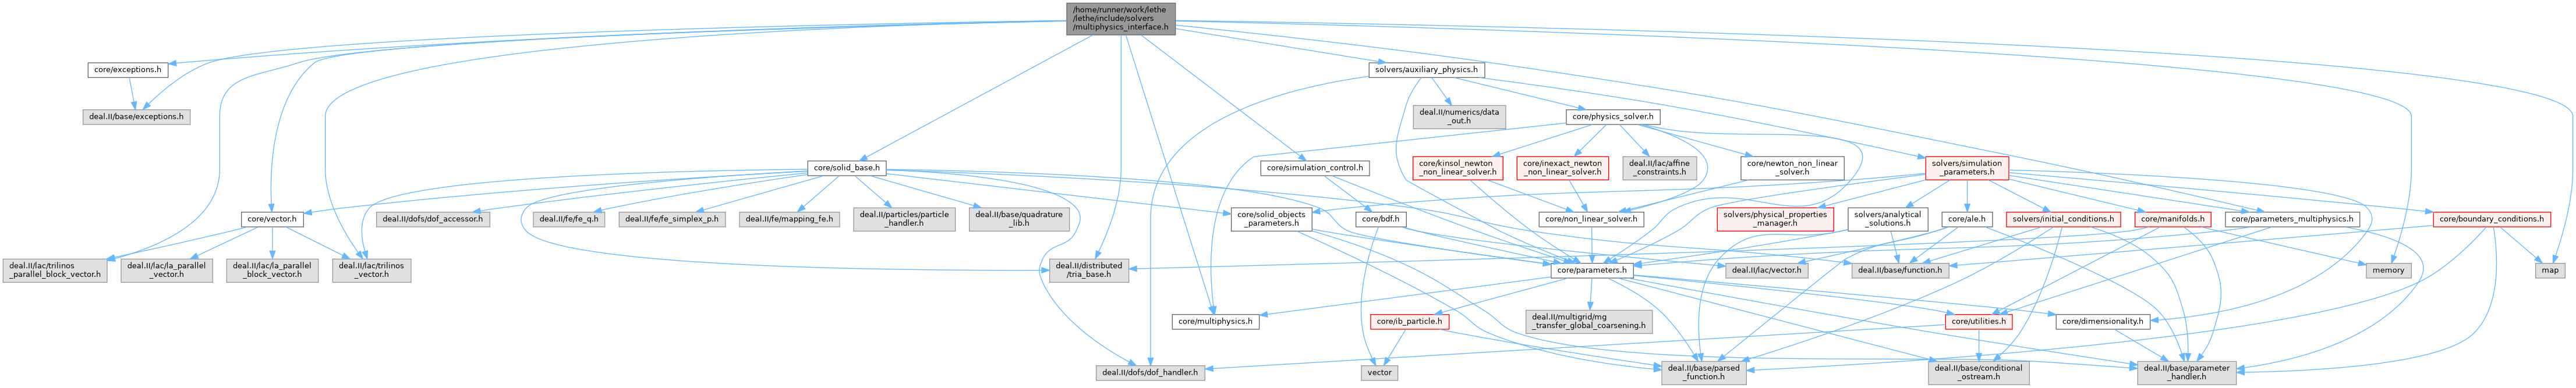 /home/runner/work/lethe
/lethe/include/solvers
/multiphysics_interface.h
core/exceptions.h
solvers/auxiliary_physics.h
deal.II/base/exceptions.h
deal.II/numerics/data
_out.h
core/physics_solver.h
core/solid_base.h
core/simulation_control.h
core/kinsol_newton
_non_linear_solver.h
core/inexact_newton
_non_linear_solver.h
deal.II/lac/affine
_constraints.h
core/newton_non_linear
_solver.h
solvers/simulation
_parameters.h
core/vector.h
deal.II/dofs/dof_accessor.h
deal.II/fe/fe_q.h
deal.II/fe/fe_simplex_p.h
deal.II/fe/mapping_fe.h
deal.II/particles/particle
_handler.h
deal.II/base/quadrature
_lib.h
core/solid_objects
_parameters.h
core/bdf.h
core/non_linear_solver.h
solvers/physical_properties
_manager.h
solvers/analytical
_solutions.h
core/ale.h
solvers/initial_conditions.h
core/manifolds.h
core/parameters_multiphysics.h
core/boundary_conditions.h
deal.II/lac/trilinos
_parallel_block_vector.h
deal.II/lac/la_parallel
_vector.h
deal.II/lac/la_parallel
_block_vector.h
deal.II/lac/trilinos
_vector.h
deal.II/distributed
/tria_base.h
core/parameters.h
deal.II/lac/vector.h
deal.II/base/function.h
memory
map
core/multiphysics.h
core/ib_particle.h
deal.II/multigrid/mg
_transfer_global_coarsening.h
core/utilities.h
core/dimensionality.h
deal.II/dofs/dof_handler.h
vector
deal.II/base/parsed
_function.h
deal.II/base/conditional
_ostream.h
deal.II/base/parameter
_handler.h